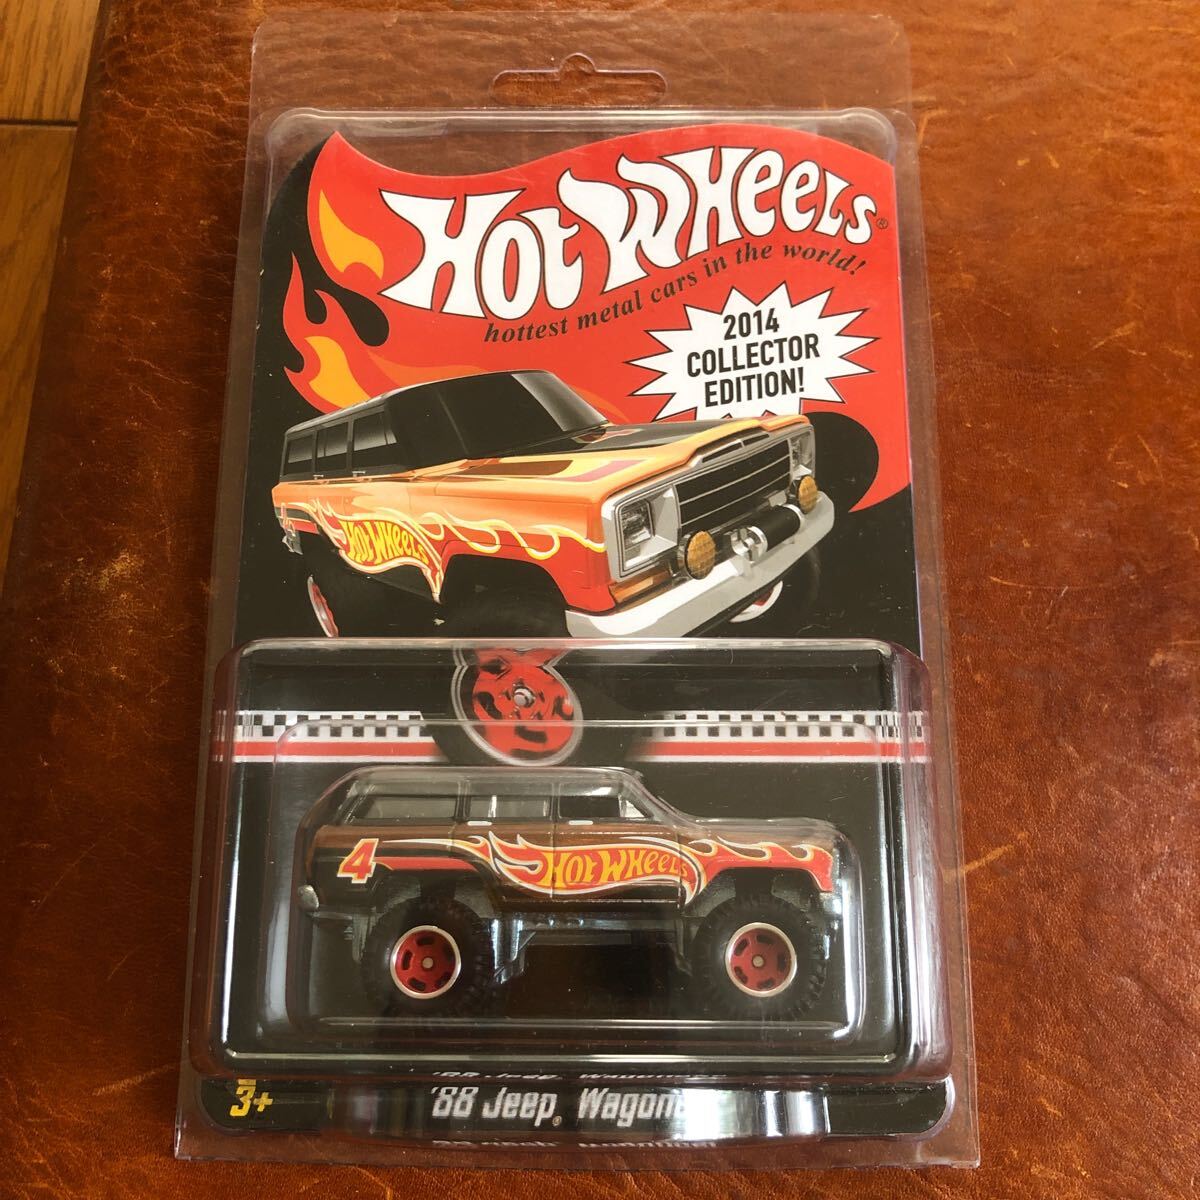 HOT WHEELS®
hottest metal cars in the world!
2014
COLLECTOR
EDITION!
HOT WHEELS
4
HOT WHEELS
3+
'88 Jeep®